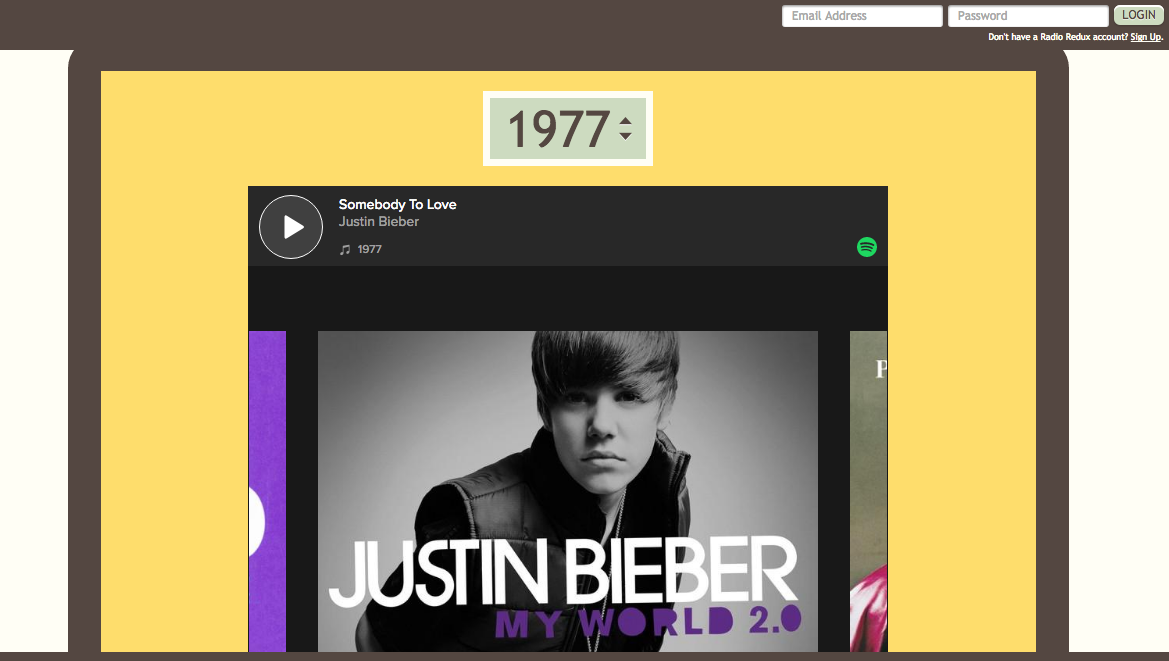 Email Address
Password
LOGIN
Don't have a Radio Redux account? Sign Up.
1977
Somebody To Love
Justin Bieber
1977
P
JUSTIN BIEBER
MY WORLD 2.0